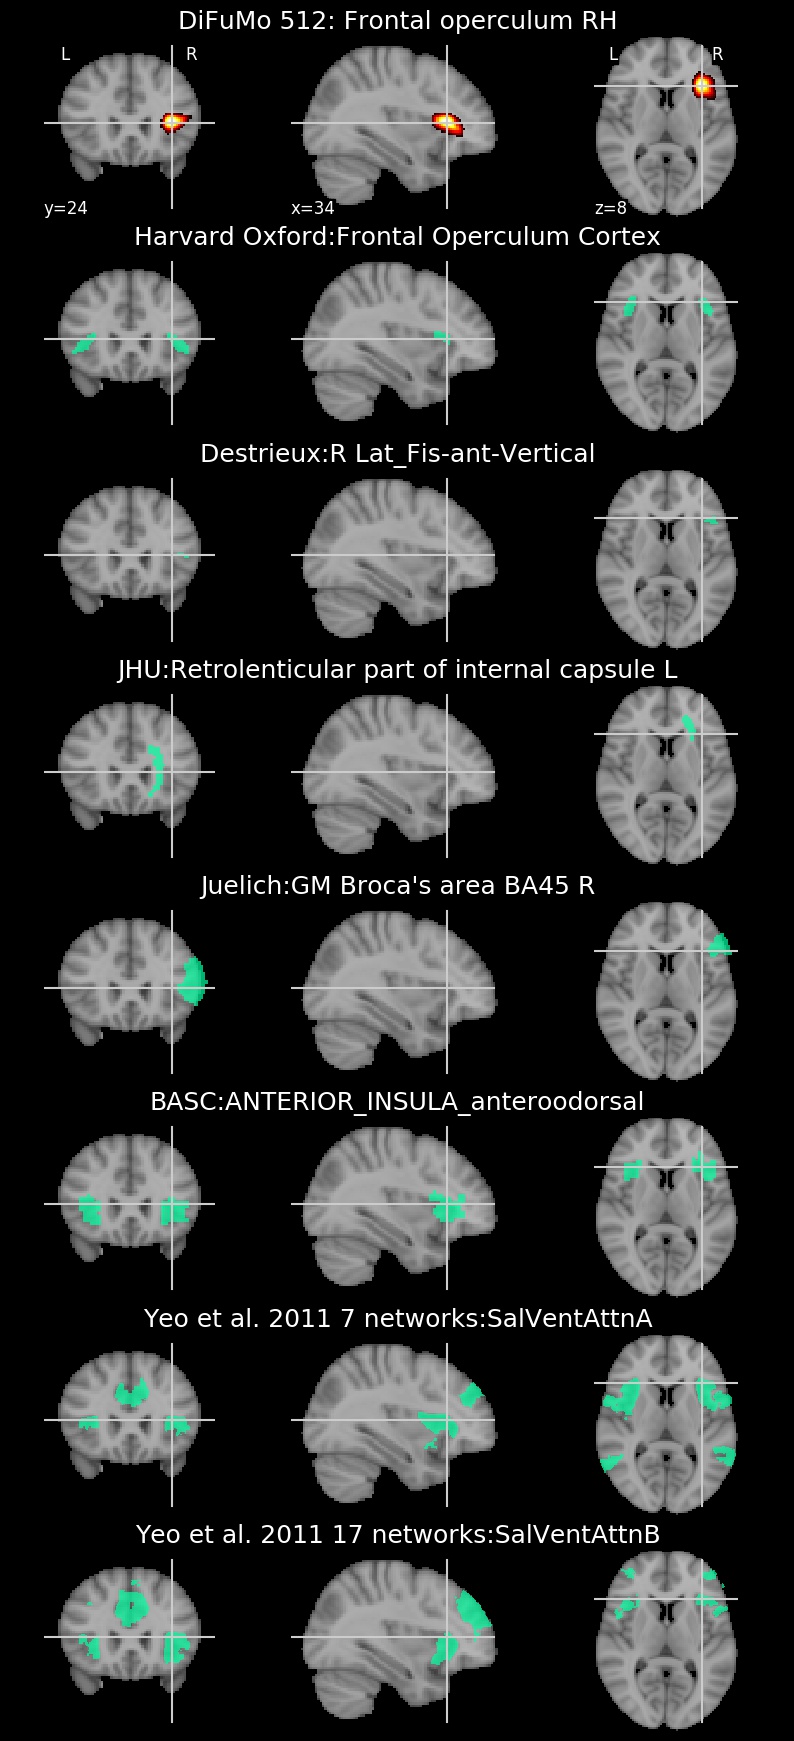 DiFuMo 512: Frontal operculum RH
L R L R
y=24 x=34 z=8
Harvard Oxford:Frontal Operculum Cortex
Destrieux:R Lat_Fis-ant-Vertical
JHU:Retrolenticular part of internal capsule L
Juelich:GM Broca's area BA45 R
BASC:ANTERIOR_INSULA_anteroodorsal
Yeo et al. 2011 7 networks:SalVentAttnA
Yeo et al. 2011 17 networks:SalVentAttnB